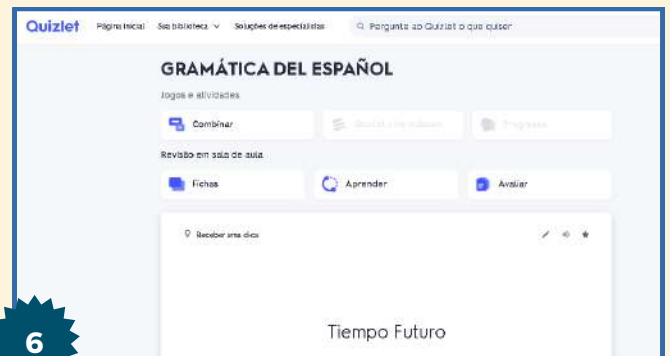 Quizlet Página Inicial Sua biblioteca Soluções de especialistas Pergunte ao Quizlet o que quiser
GRAMÁTICA DEL ESPAÑOL
Jogos e atividades
Combinar
Revisão em sala de aula
Fichas Aprender Avaliar
Receber uma dica
Tiempo Futuro
6